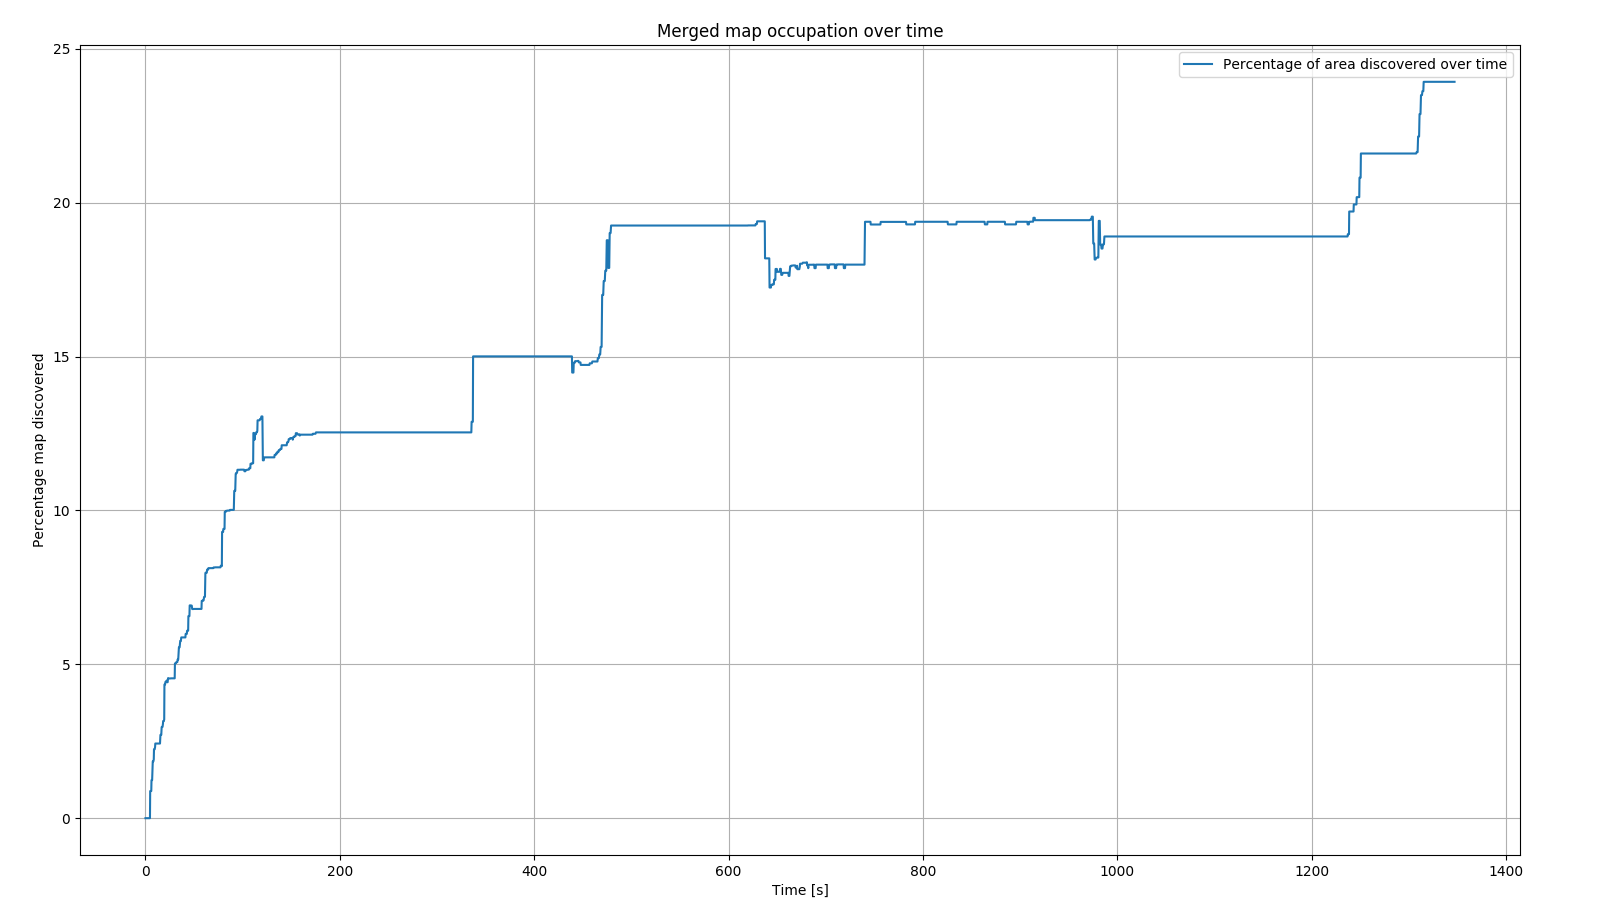 Merged map occupation over time
Percentage of area discovered over time
25
20
15
10
5
0
Percentage map discovered
0 200 400 600 800 1000 1200 1400
Time [s]